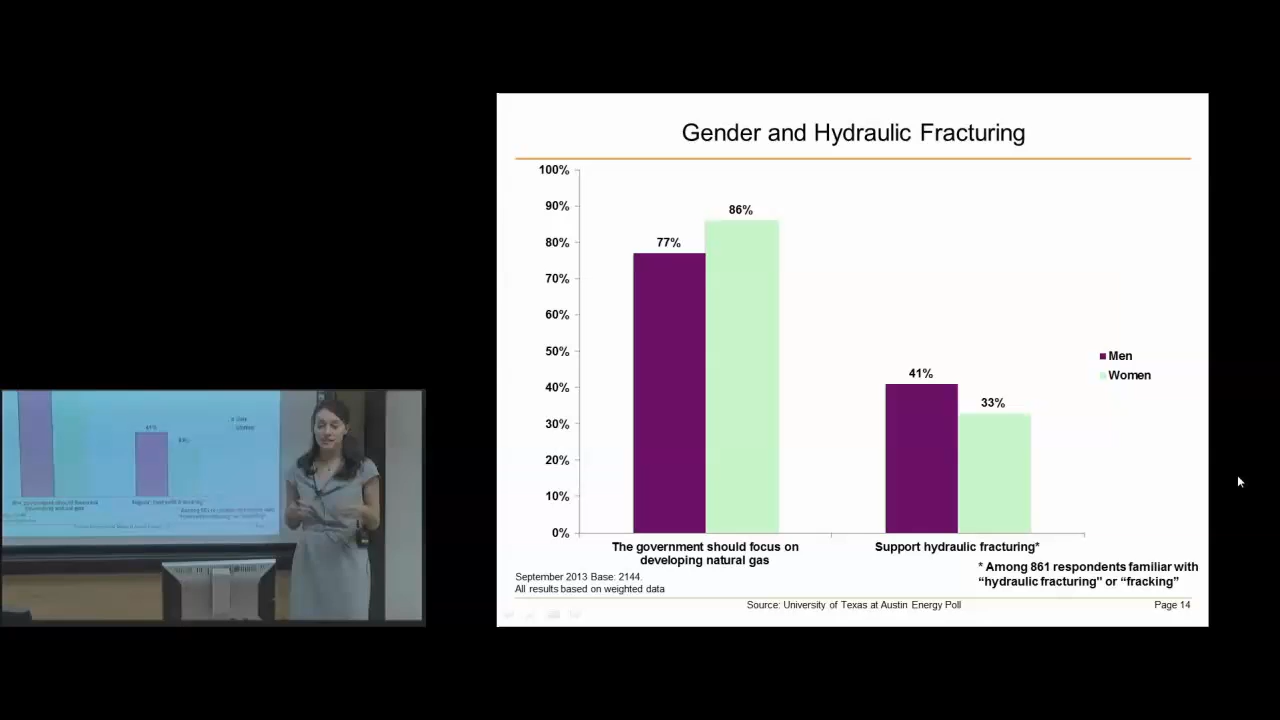 Gender and Hydraulic Fracturing
100%
90%
80%
70%
60%
50%
40%
30%
20%
10%
0%
77%
86%
41%
33%
Men
Women
The government should focus on
developing natural gas
Support hydraulic fracturing*
* Among 861 respondents familiar with
“hydraulic fracturing” or “fracking”
September 2013 Base: 2144.
All results based on weighted data
Source: University of Texas at Austin Energy Poll
Page 14